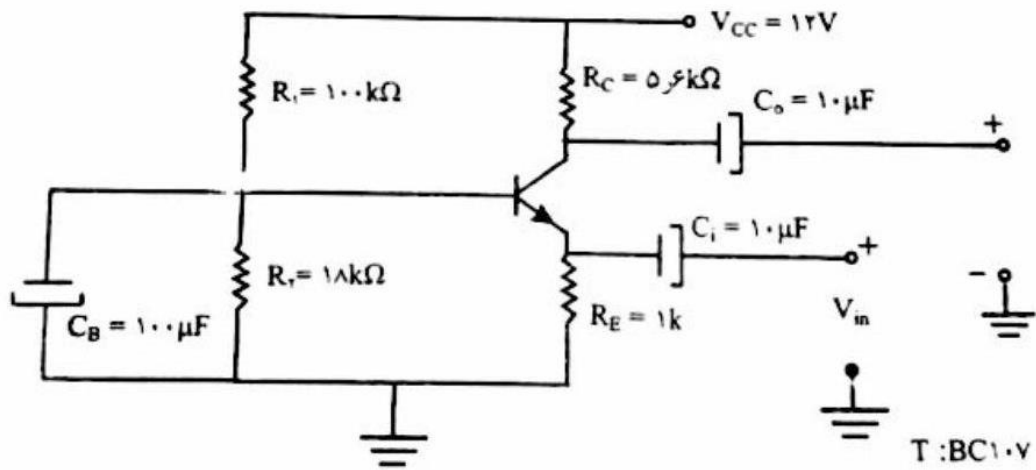 V_CC = ۱۲V
R_۱ = ۱۰۰kΩ
R_C = ۵٫۶kΩ
C_o = ۱۰μF
+
C_i = ۱۰μF
+
R_۲ = ۱۸kΩ
-
C_B = ۱۰۰μF
R_E = ۱k
V_in
T :BC۱۰۷